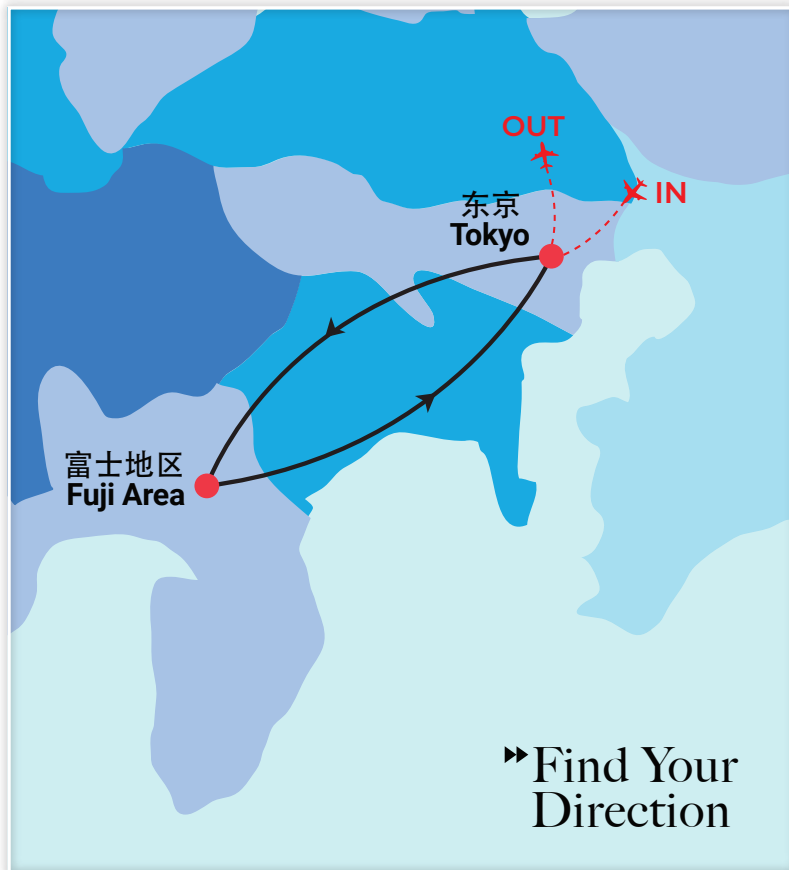 OUT
IN
东京
Tokyo
富士地区
Fuji Area
Find Your
Direction